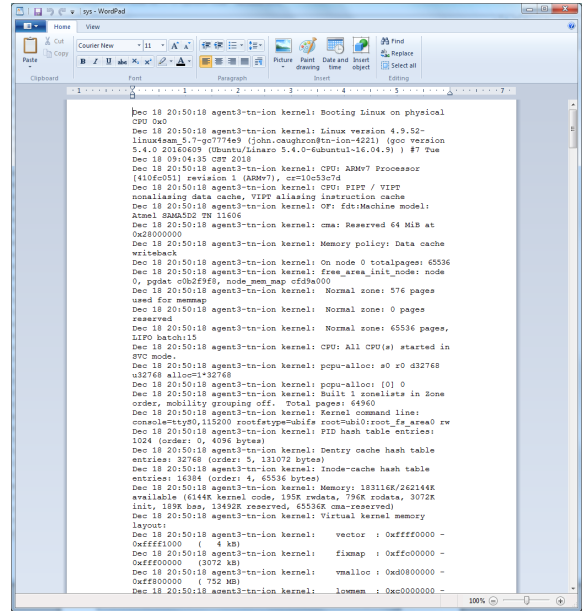 sys - WordPad
Home View
Cut
Copy
Paste
Courier New 11
Clipboard
Font
Paragraph
Picture
Paint drawing
Date and time
Insert object
Insert
Find
Replace
Select all
Editing
Dec 18 20:50:18 agent3-tn-ion kernel: Booting Linux on physical
CPU 0x0
Dec 18 20:50:18 agent3-tn-ion kernel: Linux version 4.9.52-
linux4sam_5.7-gc7774e9 (john.caughron@tn-ion-4221) (gcc version
5.4.0 20160609 (Ubuntu/Linaro 5.4.0-6ubuntu1~16.04.9) ) #7 Tue
Dec 18 09:04:35 CST 2018
Dec 18 20:50:18 agent3-tn-ion kernel: CPU: ARMv7 Processor
[410fc051] revision 1 (ARMv7), cr=10c53c7d
Dec 18 20:50:18 agent3-tn-ion kernel: CPU: PIPT / VIPT
nonaliasing data cache, VIPT aliasing instruction cache
Dec 18 20:50:18 agent3-tn-ion kernel: OF: fdt:Machine model:
Atmel SAMA5D2 TN 11606
Dec 18 20:50:18 agent3-tn-ion kernel: cma: Reserved 64 MiB at
0x28000000
Dec 18 20:50:18 agent3-tn-ion kernel: Memory policy: Data cache
writeback
Dec 18 20:50:18 agent3-tn-ion kernel: On node 0 totalpages: 65536
Dec 18 20:50:18 agent3-tn-ion kernel: free_area_init_node: node
0, pgdat c0b2f9f8, node_mem_map cfd9a000
Dec 18 20:50:18 agent3-tn-ion kernel:   Normal zone: 576 pages
used for memmap
Dec 18 20:50:18 agent3-tn-ion kernel:   Normal zone: 0 pages
reserved
Dec 18 20:50:18 agent3-tn-ion kernel:   Normal zone: 65536 pages,
LIFO batch:15
Dec 18 20:50:18 agent3-tn-ion kernel: CPU: All CPU(s) started in
SVC mode.
Dec 18 20:50:18 agent3-tn-ion kernel: pcpu-alloc: s0 r0 d32768
u32768 alloc=1*32768
Dec 18 20:50:18 agent3-tn-ion kernel: pcpu-alloc: [0] 0
Dec 18 20:50:18 agent3-tn-ion kernel: Built 1 zonelists in Zone
order, mobility grouping off.  Total pages: 64960
Dec 18 20:50:18 agent3-tn-ion kernel: Kernel command line:
console=ttyS0,115200 rootfstype=ubifs root=ubi0:root_fs_area0 rw
Dec 18 20:50:18 agent3-tn-ion kernel: PID hash table entries:
1024 (order: 0, 4096 bytes)
Dec 18 20:50:18 agent3-tn-ion kernel: Dentry cache hash table
entries: 32768 (order: 5, 131072 bytes)
Dec 18 20:50:18 agent3-tn-ion kernel: Inode-cache hash table
entries: 16384 (order: 4, 65536 bytes)
Dec 18 20:50:18 agent3-tn-ion kernel: Memory: 183116K/262144K
available (6144K kernel code, 195K rwdata, 796K rodata, 3072K
init, 189K bss, 13492K reserved, 65536K cma-reserved)
Dec 18 20:50:18 agent3-tn-ion kernel: Virtual kernel memory
layout:
Dec 18 20:50:18 agent3-tn-ion kernel:     vector  : 0xffff0000 -
0xffff1000   (   4 kB)
Dec 18 20:50:18 agent3-tn-ion kernel:     fixmap  : 0xffc00000 -
0xfff00000   (3072 kB)
Dec 18 20:50:18 agent3-tn-ion kernel:     vmalloc : 0xd0800000 -
0xff800000   ( 752 MB)
Dec 18 20:50:18 agent3-tn-ion kernel:     lowmem  : 0xc0000000 -
100%